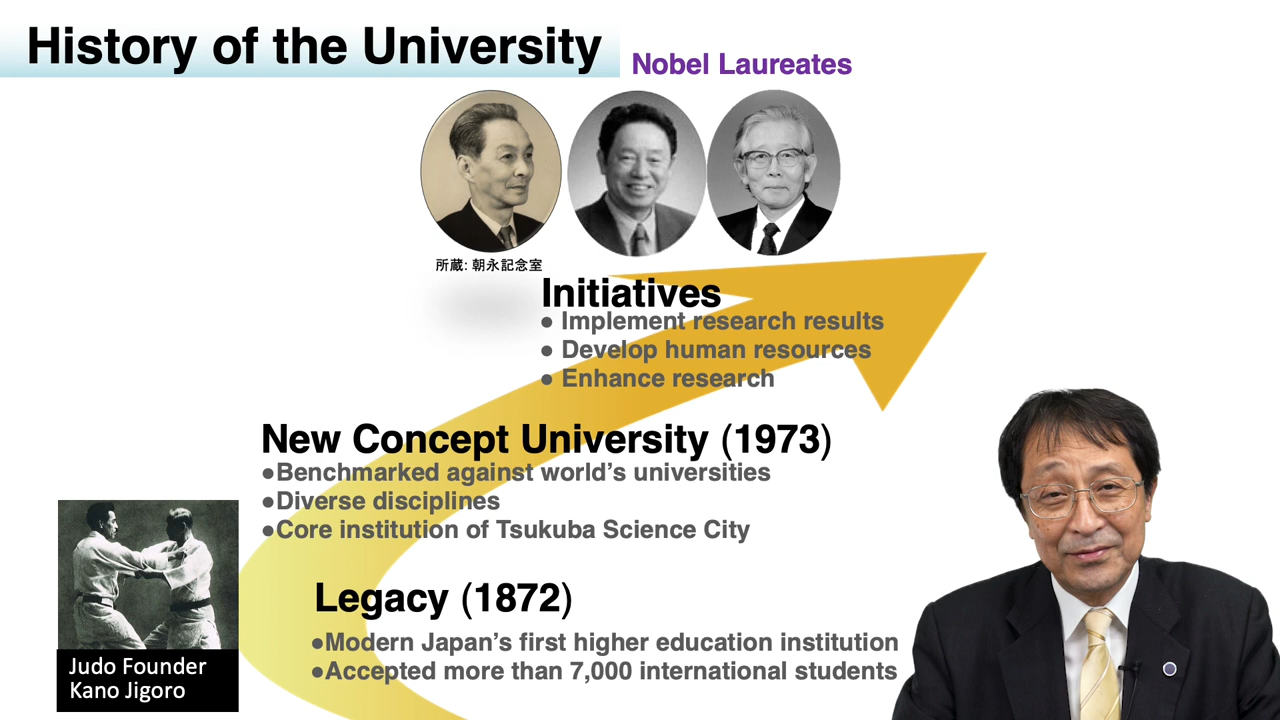 History of the University
Nobel Laureates
所蔵: 朝永記念室
Initiatives
● Implement research results
● Develop human resources
● Enhance research
New Concept University (1973)
●Benchmarked against world’s universities
●Diverse disciplines
●Core institution of Tsukuba Science City
Legacy (1872)
●Modern Japan’s first higher education institution
●Accepted more than 7,000 international students
Judo Founder
Kano Jigoro